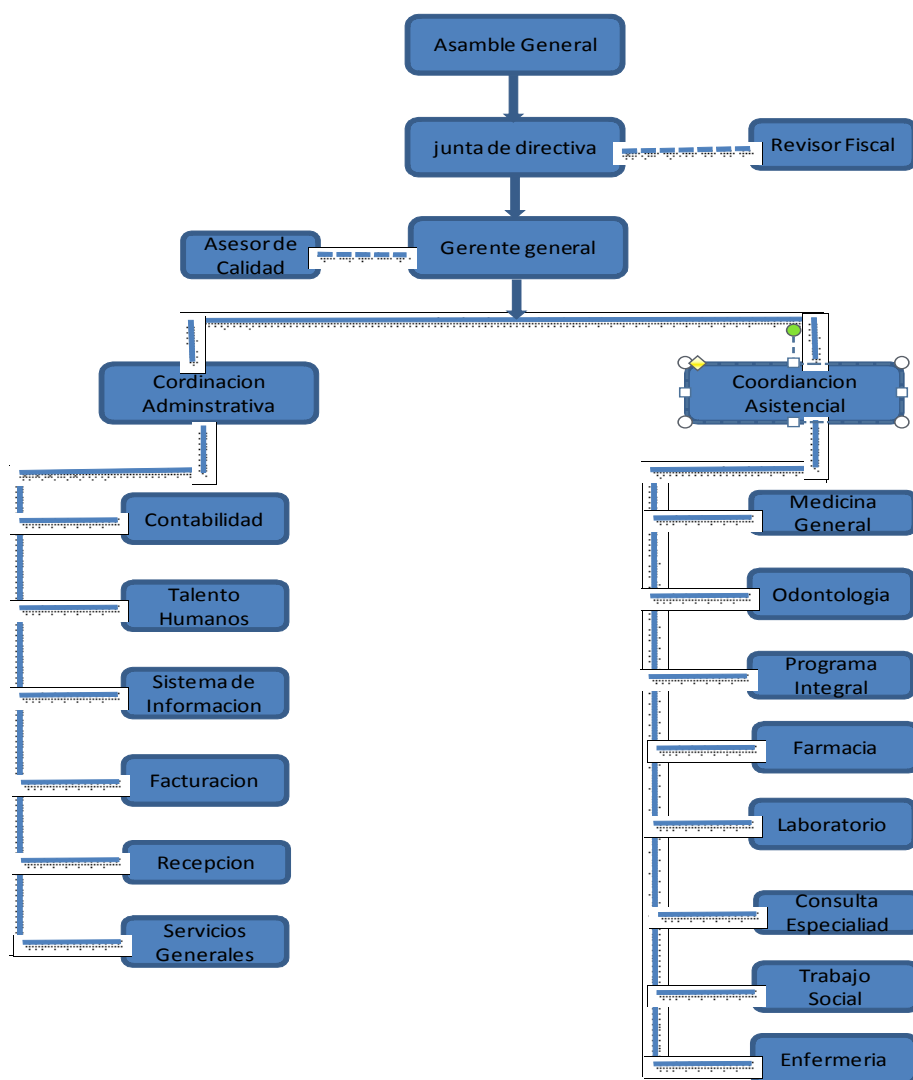 Asamble General
junta de directiva
Revisor Fiscal
Asesor de
Calidad
Gerente general
Cordinacion
Adminstrativa
Coordiancion
Asistencial
Contabilidad
Talento
Humanos
Sistema de
Informacion
Facturacion
Recepcion
Servicios
Generales
Medicina
General
Odontologia
Programa
Integral
Farmacia
Laboratorio
Consulta
Especialiad
Trabajo
Social
Enfermeria